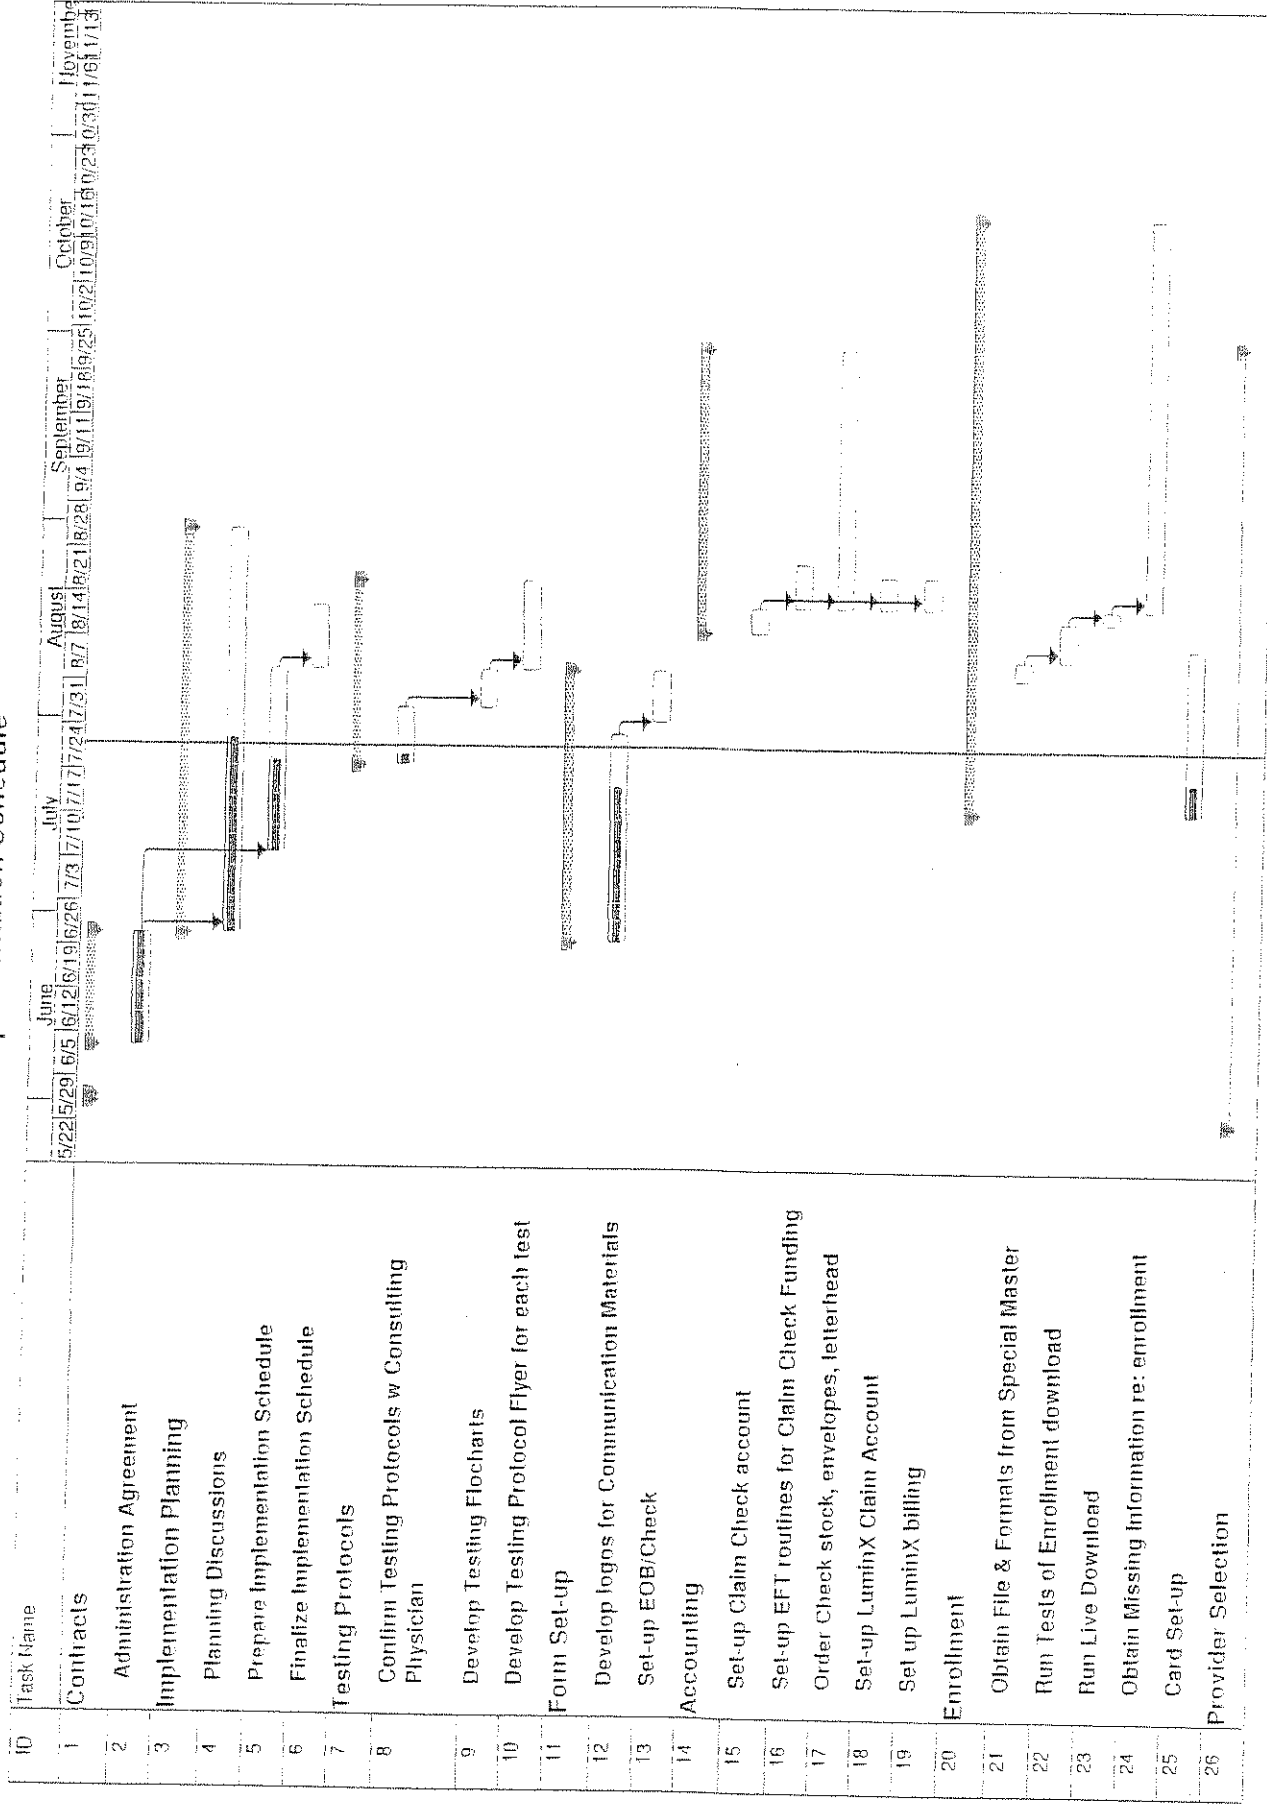 ID Task Name
June July August September October Novembe
5/22 5/29 6/5 6/12 6/19 6/26 7/3 7/10 7/17 7/24 7/31 8/7 8/14 8/21 8/28 9/4 9/11 9/18 9/25 10/2 10/9 10/16 10/23 10/30 11/6 11/13
1 Contracts
2 Administration Agreement
3 Implementation Planning
4 Planning Discussions
5 Prepare Implementation Schedule
6 Finalize Implementation Schedule
7 Testing Protocols
8 Confirm Testing Protocols w Consulting
Physician
9 Develop Testing Flocharts
10 Develop Testing Protocol Flyer for each test
11 Form Set-up
12 Develop logos for Communication Materials
13 Set-up EOB/Check
14 Accounting
15 Set-up Claim Check account
16 Set-up EFT routines for Claim Check Funding
17 Order Check stock, envelopes, letterhead
18 Set-up LuminX Claim Account
19 Set up LuminX billing
20 Enrollment
21 Obtain File & Formats from Special Master
22 Run Tests of Enrollment download
23 Run Live Download
24 Obtain Missing Information re: enrollment
25 Card Set-up
26 Provider Selection